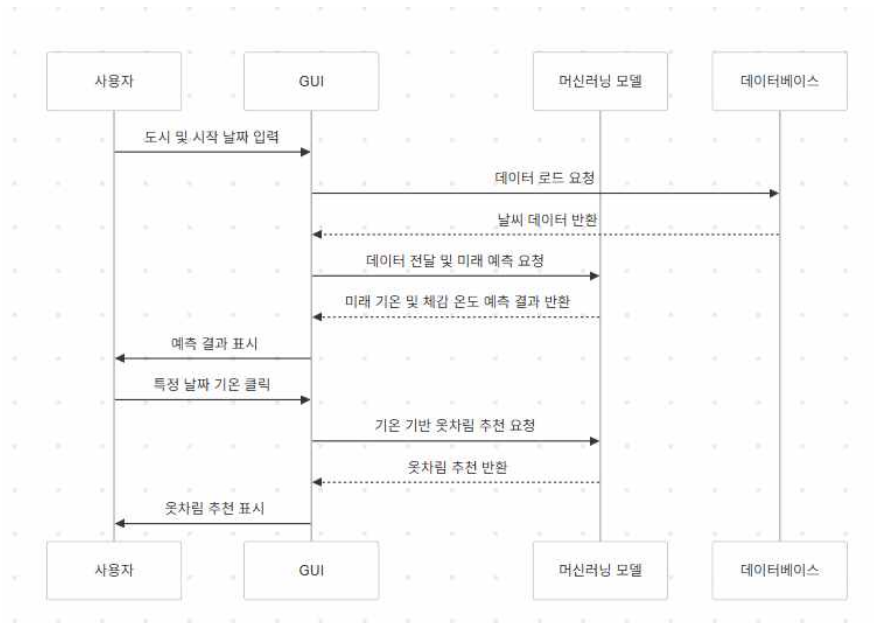 사용자
GUI
머신러닝 모델
데이터베이스
도시 및 시작 날짜 입력
데이터 로드 요청
날씨 데이터 반환
데이터 전달 및 미래 예측 요청
미래 기온 및 체감 온도 예측 결과 반환
예측 결과 표시
특정 날짜 기온 클릭
기온 기반 옷차림 추천 요청
옷차림 추천 반환
옷차림 추천 표시
사용자
GUI
머신러닝 모델
데이터베이스